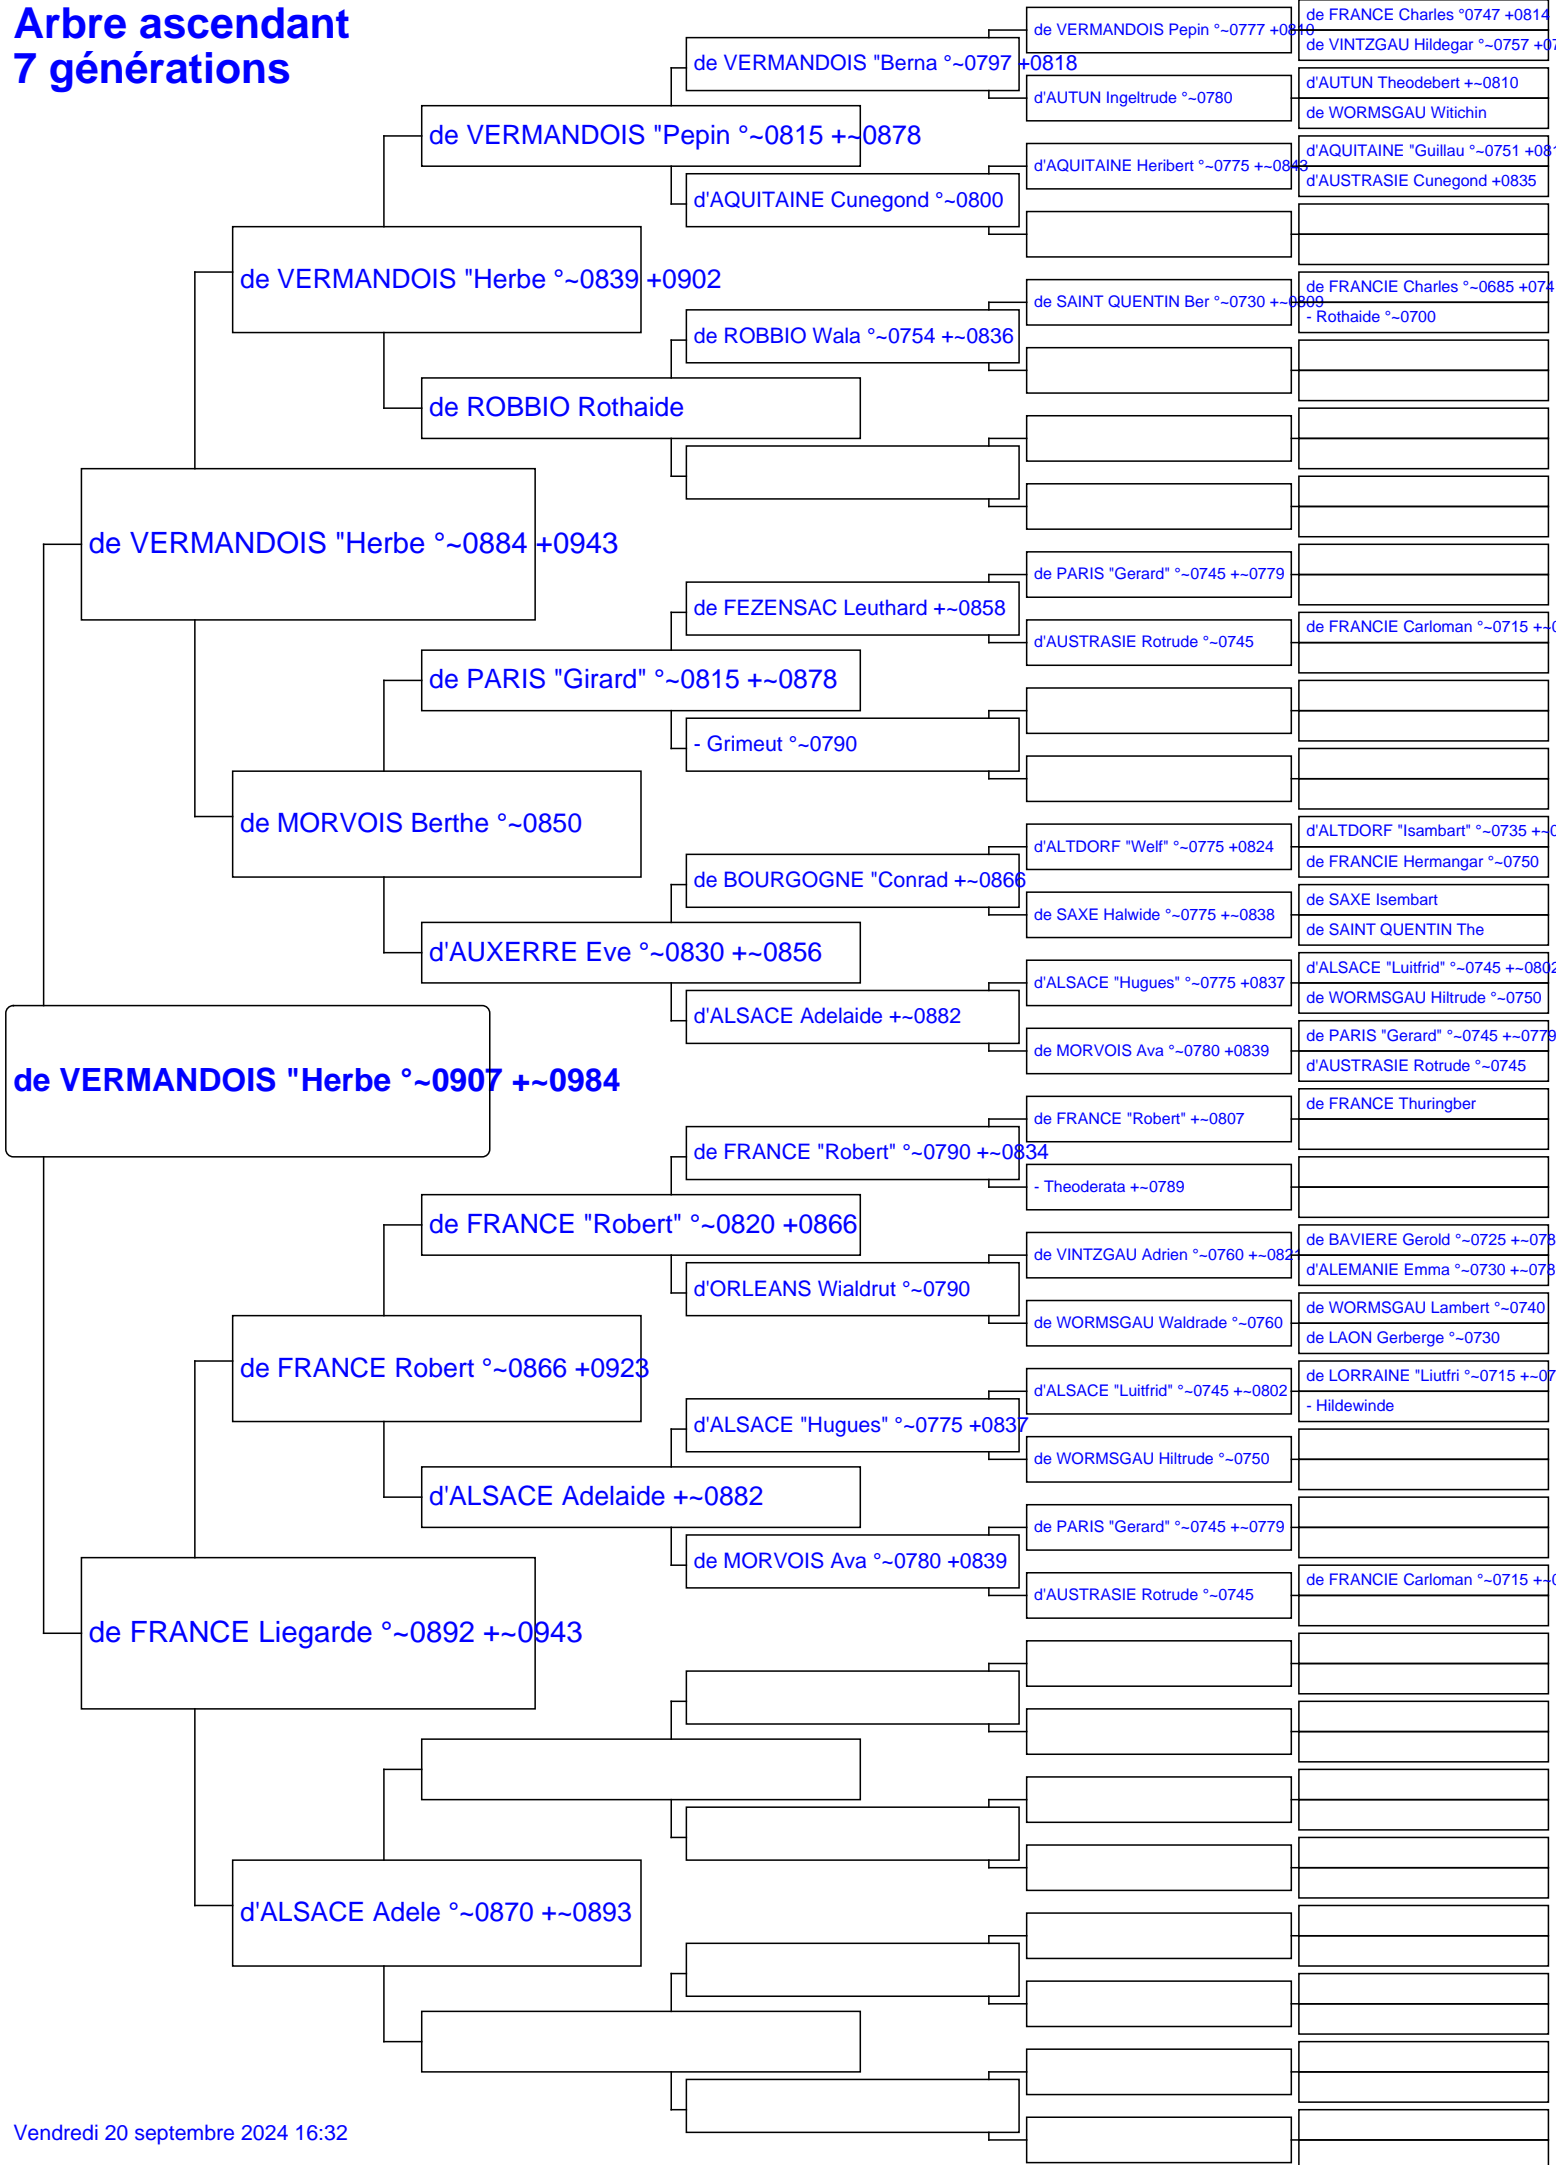 Arbre ascendant
7 générations
de FRANCE Charles °0747 +0814
de VERMANDOIS Pepin °~0777 +0810
de VINTZGAU Hildegar °~0757 +07
de VERMANDOIS "Berna °~0797 +0818
d'AUTUN Theodebert +~0810
d'AUTUN Ingeltrude °~0780
de WORMSGAU Witichin
de VERMANDOIS "Pepin °~0815 +~0878
d'AQUITAINE "Guillau °~0751 +081
d'AQUITAINE Heribert °~0775 +~0843
d'AUSTRASIE Cunegond +0835
d'AQUITAINE Cunegond °~0800
de VERMANDOIS "Herbe °~0839 +0902
de FRANCIE Charles °~0685 +074
de SAINT QUENTIN Ber °~0730 +~0809
- Rothaide °~0700
de ROBBIO Wala °~0754 +~0836
de ROBBIO Rothaide
de VERMANDOIS "Herbe °~0884 +0943
de PARIS "Gerard" °~0745 +~0779
de FEZENSAC Leuthard +~0858
de FRANCIE Carloman °~0715 +~0
d'AUSTRASIE Rotrude °~0745
de PARIS "Girard" °~0815 +~0878
- Grimeut °~0790
de MORVOIS Berthe °~0850
d'ALTDORF "Isambart" °~0735 +~0
d'ALTDORF "Welf" °~0775 +0824
de FRANCIE Hermangar °~0750
de BOURGOGNE "Conrad +~0866
de SAXE Isembart
de SAXE Halwide °~0775 +~0838
de SAINT QUENTIN The
d'AUXERRE Eve °~0830 +~0856
d'ALSACE "Luitfrid" °~0745 +~0802
d'ALSACE "Hugues" °~0775 +0837
de WORMSGAU Hiltrude °~0750
d'ALSACE Adelaide +~0882
de PARIS "Gerard" °~0745 +~0779
de MORVOIS Ava °~0780 +0839
d'AUSTRASIE Rotrude °~0745
de VERMANDOIS "Herbe °~0907 +~0984
de FRANCE Thuringber
de FRANCE "Robert" +~0807
de FRANCE "Robert" °~0790 +~0834
- Theoderata +~0789
de FRANCE "Robert" °~0820 +0866
de BAVIERE Gerold °~0725 +~078
de VINTZGAU Adrien °~0760 +~0821
d'ALEMANIE Emma °~0730 +~078
d'ORLEANS Wialdrut °~0790
de WORMSGAU Lambert °~0740
de WORMSGAU Waldrade °~0760
de LAON Gerberge °~0730
de FRANCE Robert °~0866 +0923
de LORRAINE "Liutfri °~0715 +~07
d'ALSACE "Luitfrid" °~0745 +~0802
- Hildewinde
d'ALSACE "Hugues" °~0775 +0837
de WORMSGAU Hiltrude °~0750
d'ALSACE Adelaide +~0882
de PARIS "Gerard" °~0745 +~0779
de MORVOIS Ava °~0780 +0839
de FRANCIE Carloman °~0715 +~0
d'AUSTRASIE Rotrude °~0745
de FRANCE Liegarde °~0892 +~0943
d'ALSACE Adele °~0870 +~0893
Vendredi 20 septembre 2024 16:32